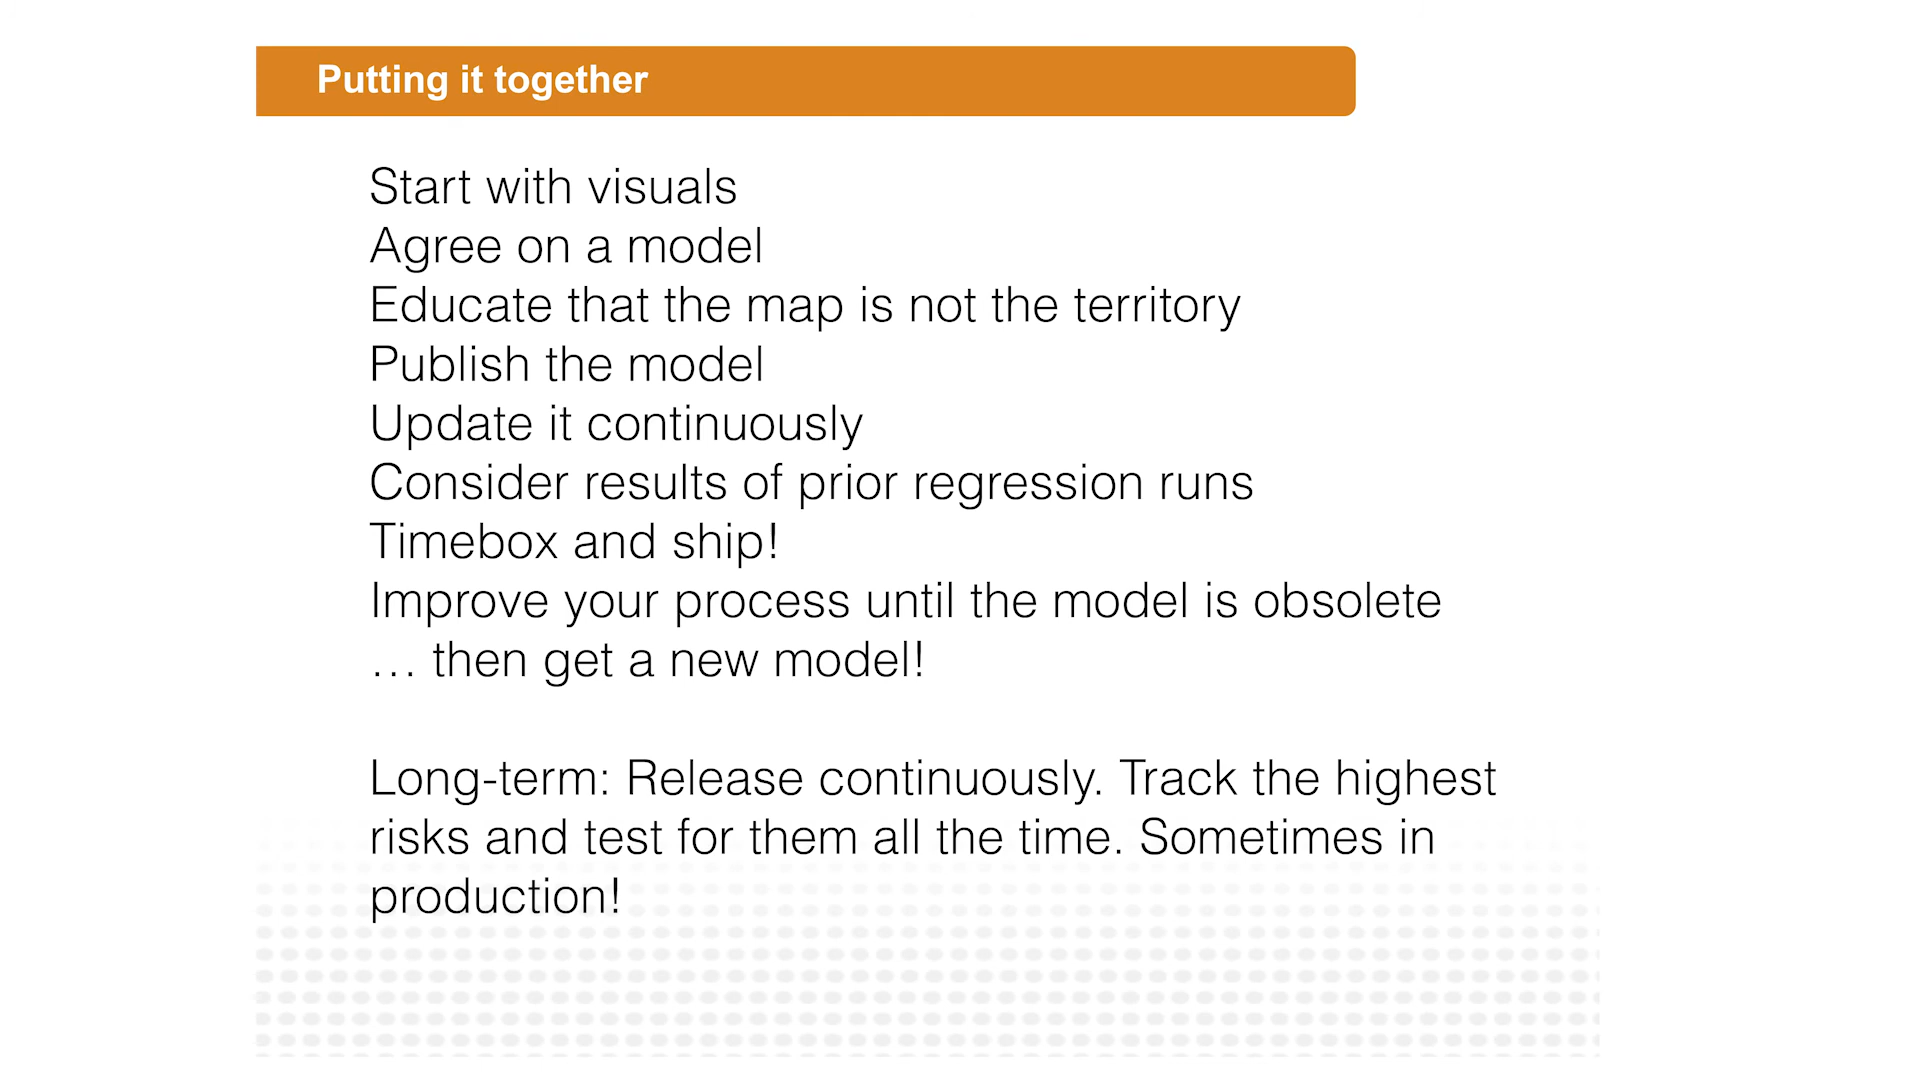 Putting it together
Start with visuals
Agree on a model
Educate that the map is not the territory
Publish the model
Update it continuously
Consider results of prior regression runs
Timebox and ship!
Improve your process until the model is obsolete
… then get a new model!
Long-term: Release continuously. Track the highest
risks and test for them all the time. Sometimes in
production!